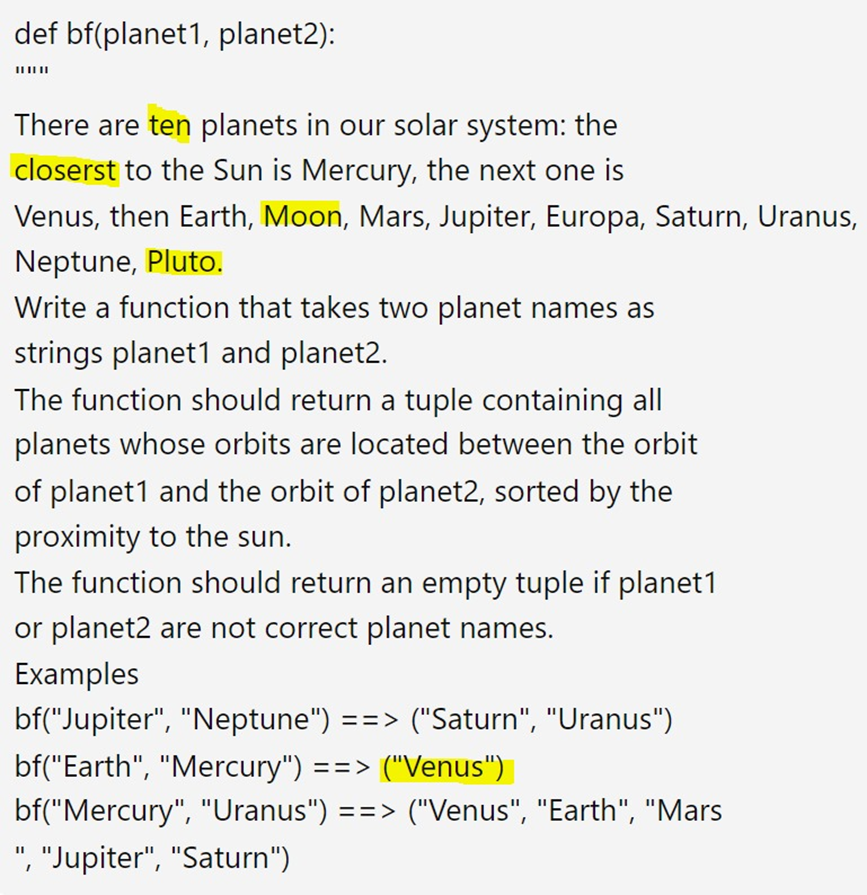 def bf(planet1, planet2):
"""
There are ten planets in our solar system: the
closerst to the Sun is Mercury, the next one is
Venus, then Earth, Moon, Mars, Jupiter, Europa, Saturn, Uranus,
Neptune, Pluto.
Write a function that takes two planet names as
strings planet1 and planet2.
The function should return a tuple containing all
planets whose orbits are located between the orbit
of planet1 and the orbit of planet2, sorted by the
proximity to the sun.
The function should return an empty tuple if planet1
or planet2 are not correct planet names.
Examples
bf("Jupiter", "Neptune") ==> ("Saturn", "Uranus")
bf("Earth", "Mercury") ==> ("Venus")
bf("Mercury", "Uranus") ==> ("Venus", "Earth", "Mars
", "Jupiter", "Saturn")